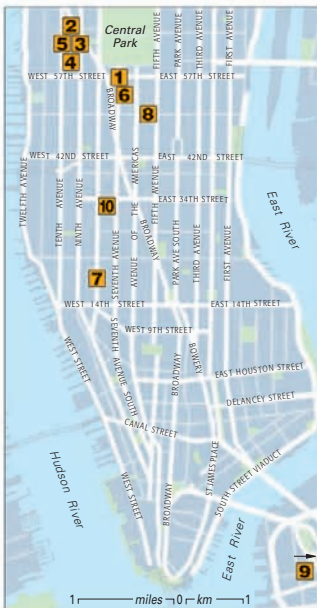 2
5 3
4
Central
Park
FIFTH AVENUE
PARK AVENUE
THIRD AVENUE
FIRST AVENUE
WEST 57TH STREET
1
EAST 57TH STREET
6
BROADWAY
8
WEST 42ND STREET
EAST 42ND STREET
TWELFTH AVENUE
TENTH AVENUE
NINTH AVENUE
10
AVENUE OF THE AMERICAS
FIFTH AVENUE
EAST 34TH STREET
East River
BROADWAY
PARK AVE SOUTH
THIRD AVENUE
FIRST AVENUE
SEVENTH AVENUE
7
WEST 14TH STREET
EAST 14TH STREET
WEST STREET
SEVENTH AVENUE SOUTH
WEST 9TH STREET
BROADWAY
BOWERY
EAST HOUSTON STREET
DELANCEY STREET
CANAL STREET
Hudson River
WEST STREET
BROADWAY
ST JAMES PLACE
SOUTH STREET VIADUCT
East River
9
1 miles 0 km 1